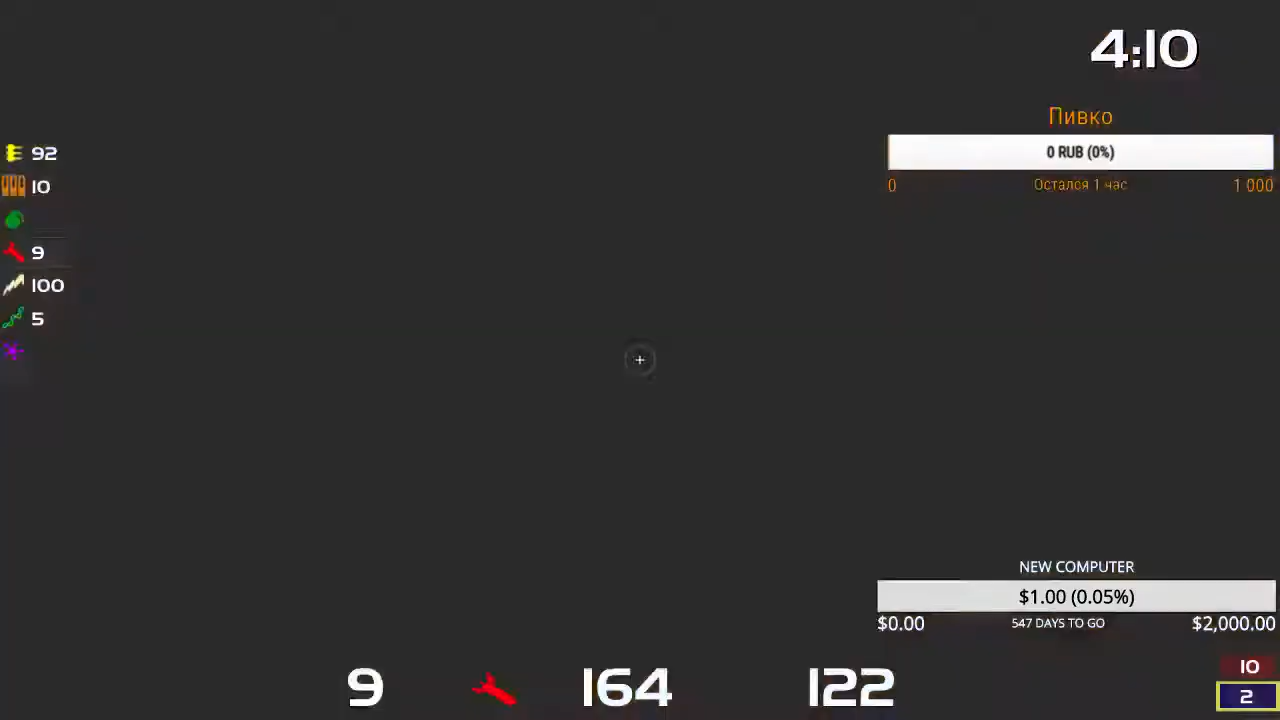 4:10
Пивко
0 RUB (0%)
0 Остался 1 час 1 000
92
10
9
100
5
NEW COMPUTER
$1.00 (0.05%)
$0.00 547 DAYS TO GO $2,000.00
9 164 122
10
2